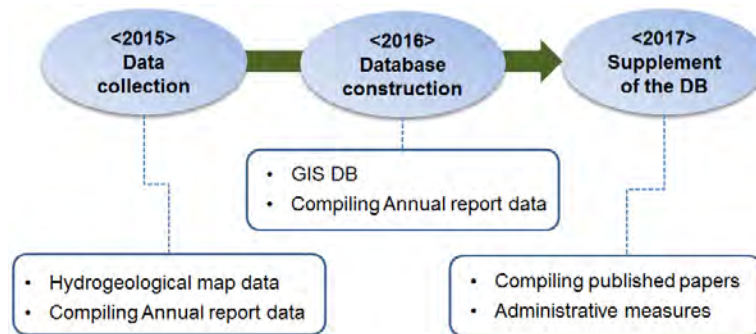 <2015>
Data
collection
<2016>
Database
construction
<2017>
Supplement
of the DB
• GIS DB
• Compiling Annual report data
• Hydrogeological map data
• Compiling Annual report data
• Compiling published papers
• Administrative measures